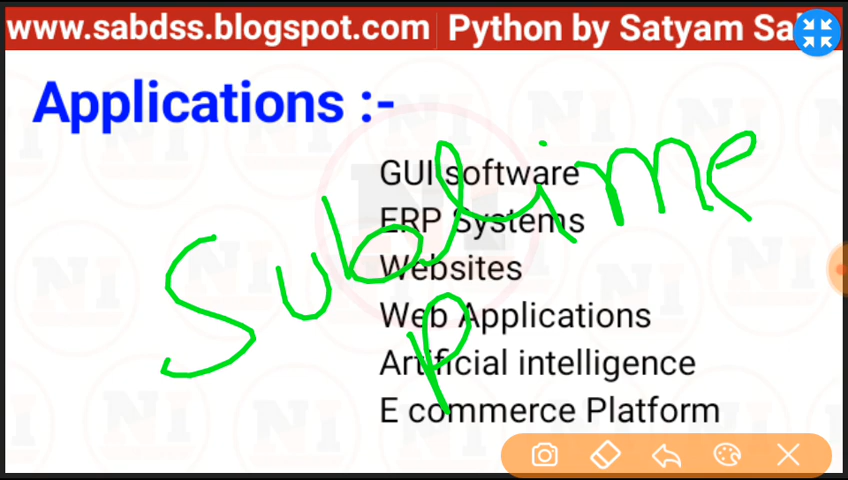 www.sabdss.blogspot.com Python by Satyam
Applications :-
GUI software
ERP Systems
Websites
Web Applications
Artificial intelligence
E commerce Platform
Sublime
P